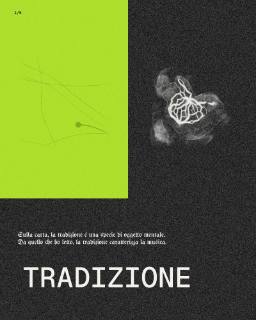 1/6
Sulla carta, la tradizione è una specie di oggetto mentale.
Da quello che ho letto, la tradizione caratterizza la musica.
TRADIZIONE